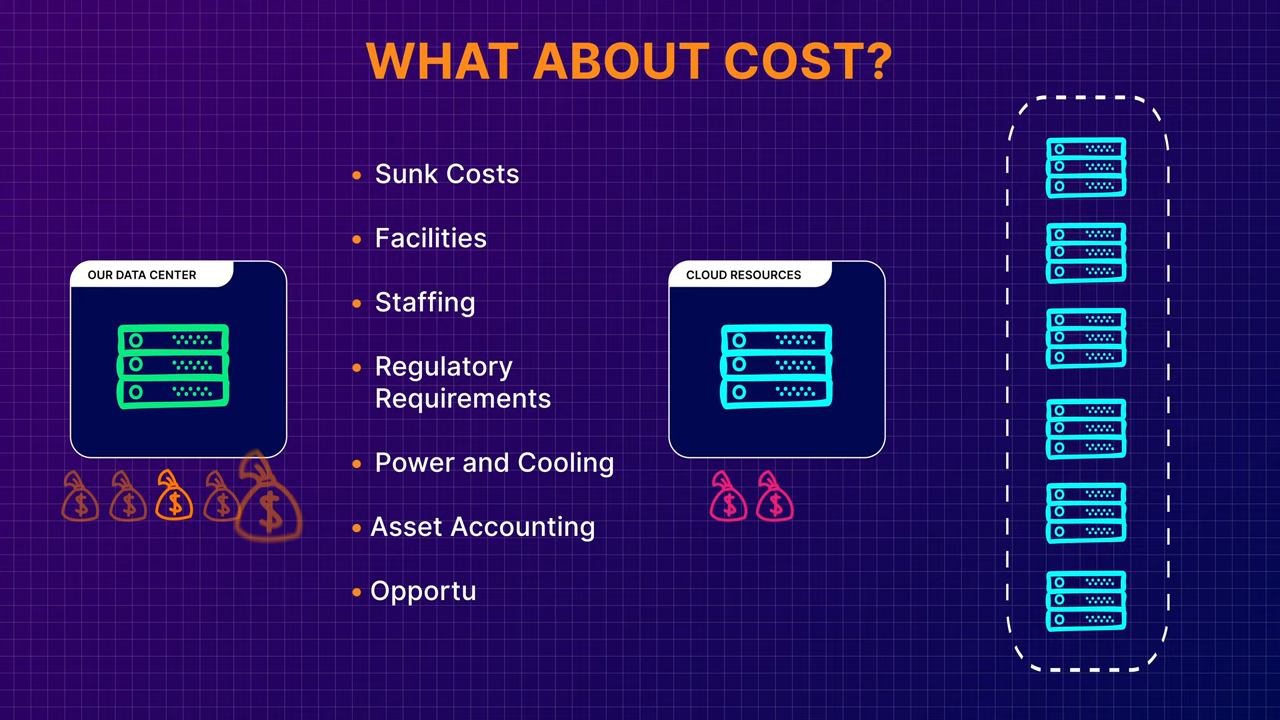 WHAT ABOUT COST?
OUR DATA CENTER
• Sunk Costs
• Facilities
• Staffing
• Regulatory
Requirements
• Power and Cooling
• Asset Accounting
• Opportu
CLOUD RESOURCES
$
$
$
$
$
$
$